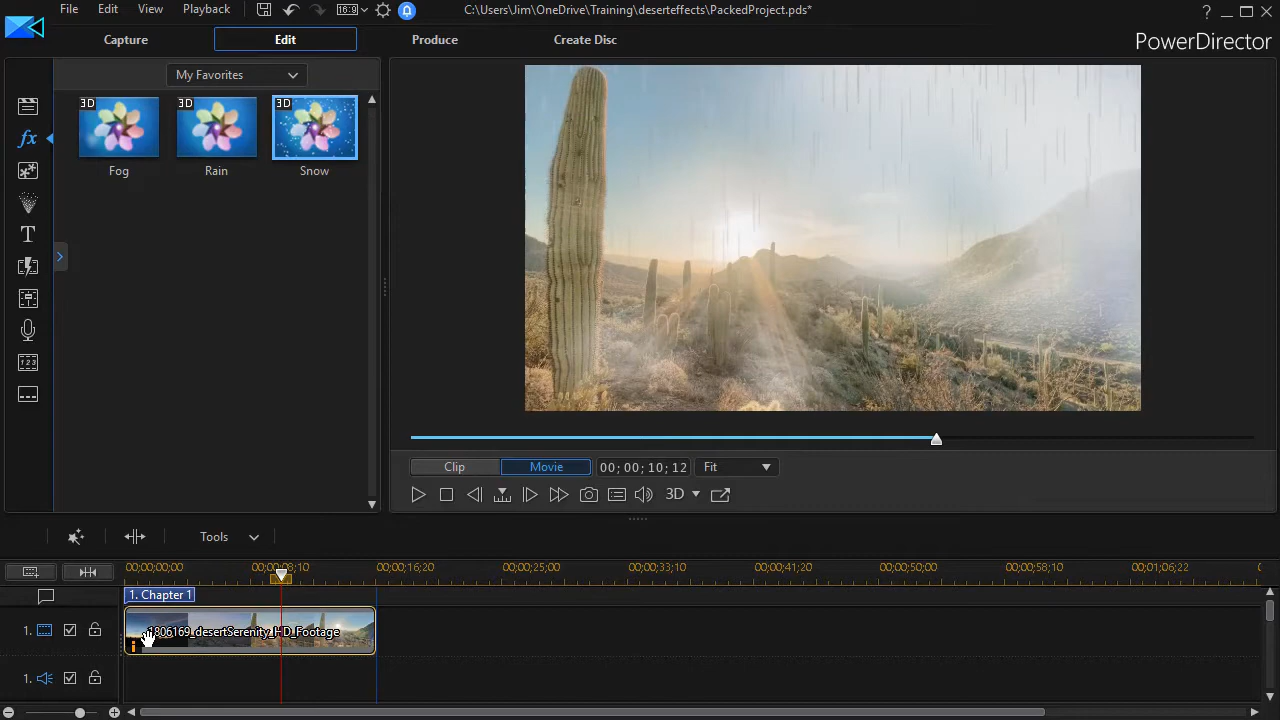 File Edit View Playback 16:9 C:\Users\Jim\OneDrive\Training\deserteffects\PackedProject.pds* ?
Capture Edit Produce Create Disc PowerDirector
My Favorites
3D 3D 3D
fx
Fog Rain Snow
T
Clip Movie 00;00;10;12 Fit
3D
Tools
00;00;00;00 00;00;08;10 00;00;16;20 00;00;25;00 00;00;33;10 00;00;41;20 00;00;50;00 00;00;58;10 00;01;06;22
1. Chapter 1
1. 1806169_desertSerenity_HD_Footage
1.